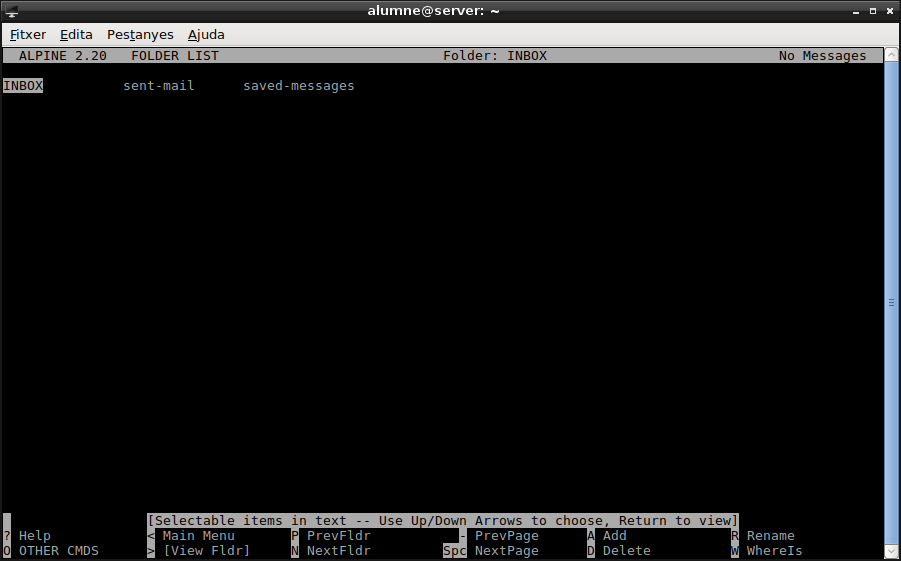 alumne@server: ~
Fitxer Edita Pestanyes Ajuda
ALPINE 2.20 FOLDER LIST Folder: INBOX No Messages
INBOX sent-mail saved-messages
[Selectable items in text -- Use Up/Down Arrows to choose, Return to view]
? Help < Main Menu P PrevFldr - PrevPage A Add R Rename
O OTHER CMDS > [View Fldr] N NextFldr Spc NextPage D Delete W WhereIs